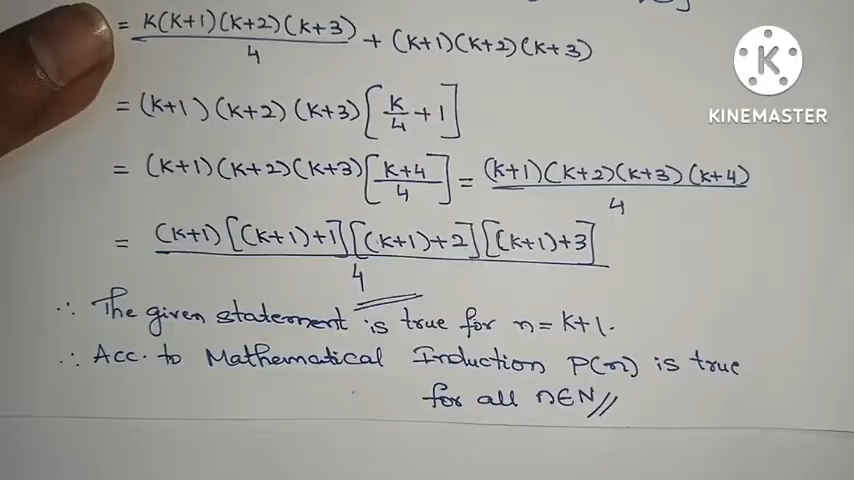 = K(K+1)(K+2)(K+3)/4 + (K+1)(K+2)(K+3)
= (K+1)(K+2)(K+3)[K/4 + 1]
= (K+1)(K+2)(K+3)[K+4/4] = (K+1)(K+2)(K+3)(K+4)/4
= (K+1)[(K+1)+1][(K+1)+2][(K+1)+3]/4
∴ The given statement is true for n = K+1.
∴ Acc. to Mathematical Induction P(n) is true
for all n∈N//
K
KINEMASTER